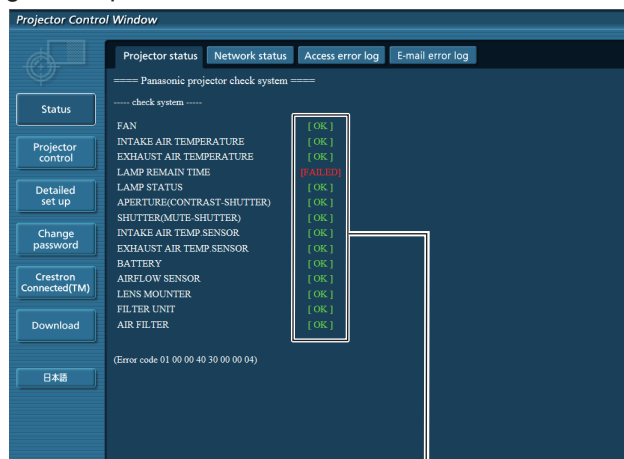 Projector Control Window
Projector status Network status Access error log E-mail error log
==== Panasonic projector check system ====
----- check system -----
FAN [ OK ]
INTAKE AIR TEMPERATURE [ OK ]
EXHAUST AIR TEMPERATURE [ OK ]
LAMP REMAIN TIME [FAILED]
LAMP STATUS [ OK ]
APERTURE(CONTRAST-SHUTTER) [ OK ]
SHUTTER(MUTE-SHUTTER) [ OK ]
INTAKE AIR TEMP.SENSOR [ OK ]
EXHAUST AIR TEMP.SENSOR [ OK ]
BATTERY [ OK ]
AIRFLOW SENSOR [ OK ]
LENS MOUNTER [ OK ]
FILTER UNIT [ OK ]
AIR FILTER [ OK ]
(Error code 01 00 00 40 30 00 00 04)
Status
Projector
control
Detailed
set up
Change
password
Crestron
Connected(TM)
Download
日本語